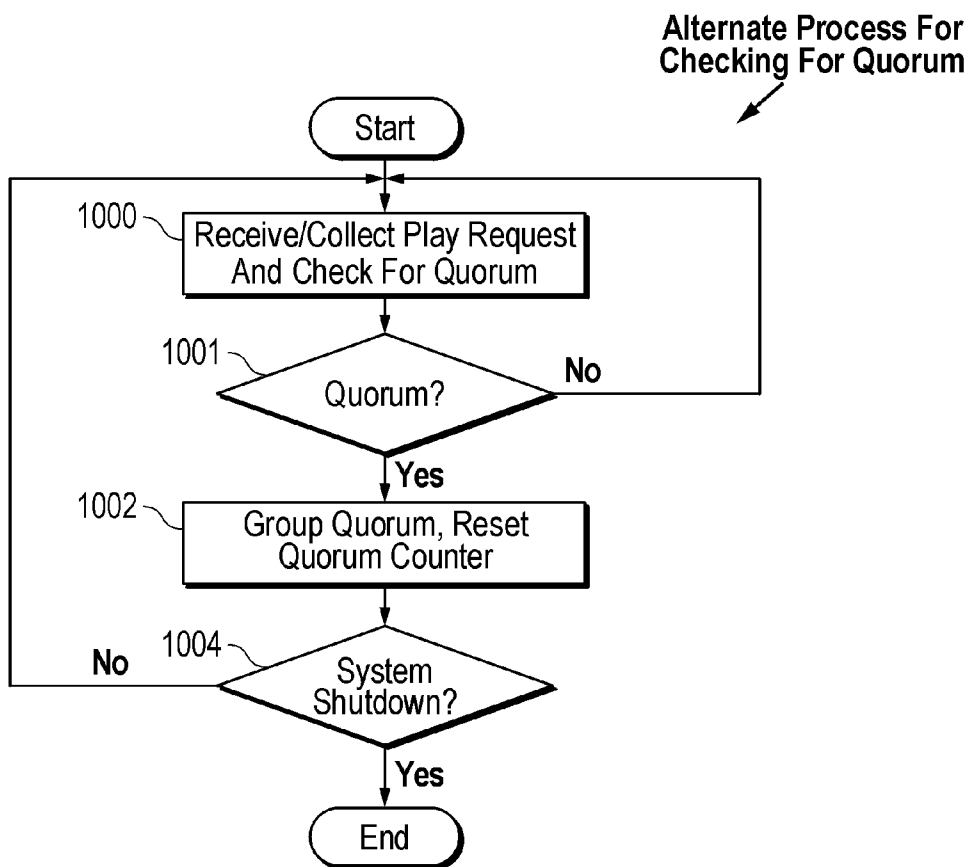 Alternate Process For
Checking For Quorum
Start
1000
Receive/Collect Play Request
And Check For Quorum
1001
Quorum?
No
Yes
1002
Group Quorum, Reset
Quorum Counter
1004
No
System
Shutdown?
Yes
End